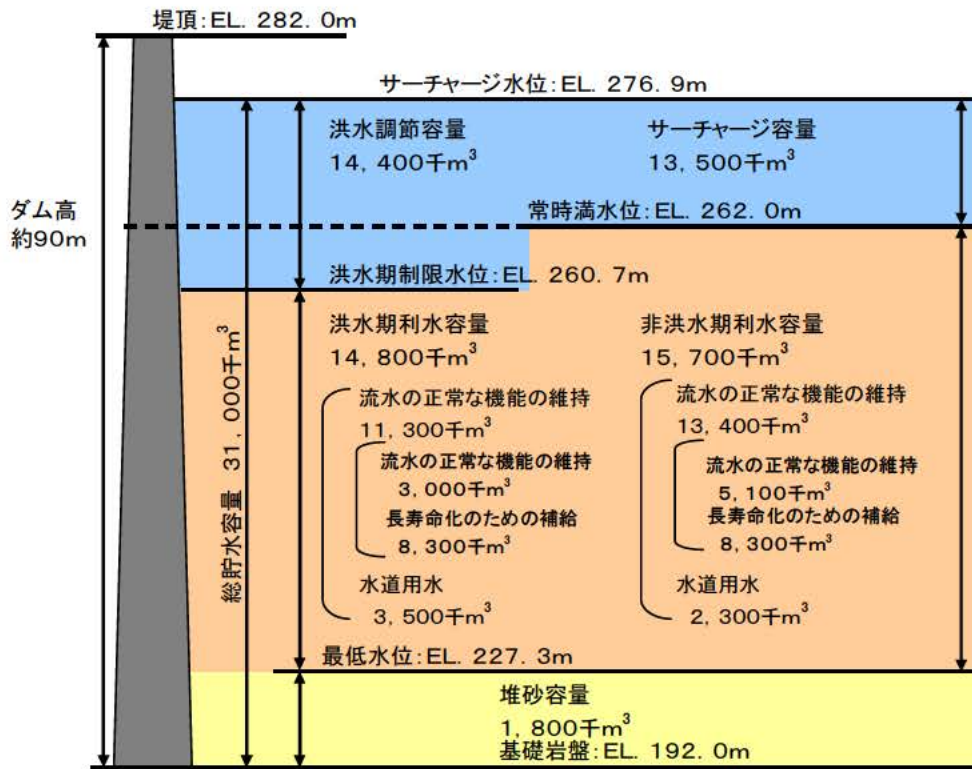 堤頂:EL. 282. 0m
サーチャージ水位:EL. 276. 9m
洪水調節容量
14, 400千m³
サーチャージ容量
13, 500千m³
ダム高
約90m
常時満水位:EL. 262. 0m
洪水期制限水位:EL. 260. 7m
総貯水容量 31, 000千m³
洪水期利水容量
14, 800千m³
流水の正常な機能の維持
11, 300千m³
流水の正常な機能の維持
3, 000千m³
長寿命化のための補給
8, 300千m³
水道用水
3, 500千m³
非洪水期利水容量
15, 700千m³
流水の正常な機能の維持
13, 400千m³
流水の正常な機能の維持
5, 100千m³
長寿命化のための補給
8, 300千m³
水道用水
2, 300千m³
最低水位:EL. 227. 3m
堆砂容量
1, 800千m³
基礎岩盤:EL. 192. 0m